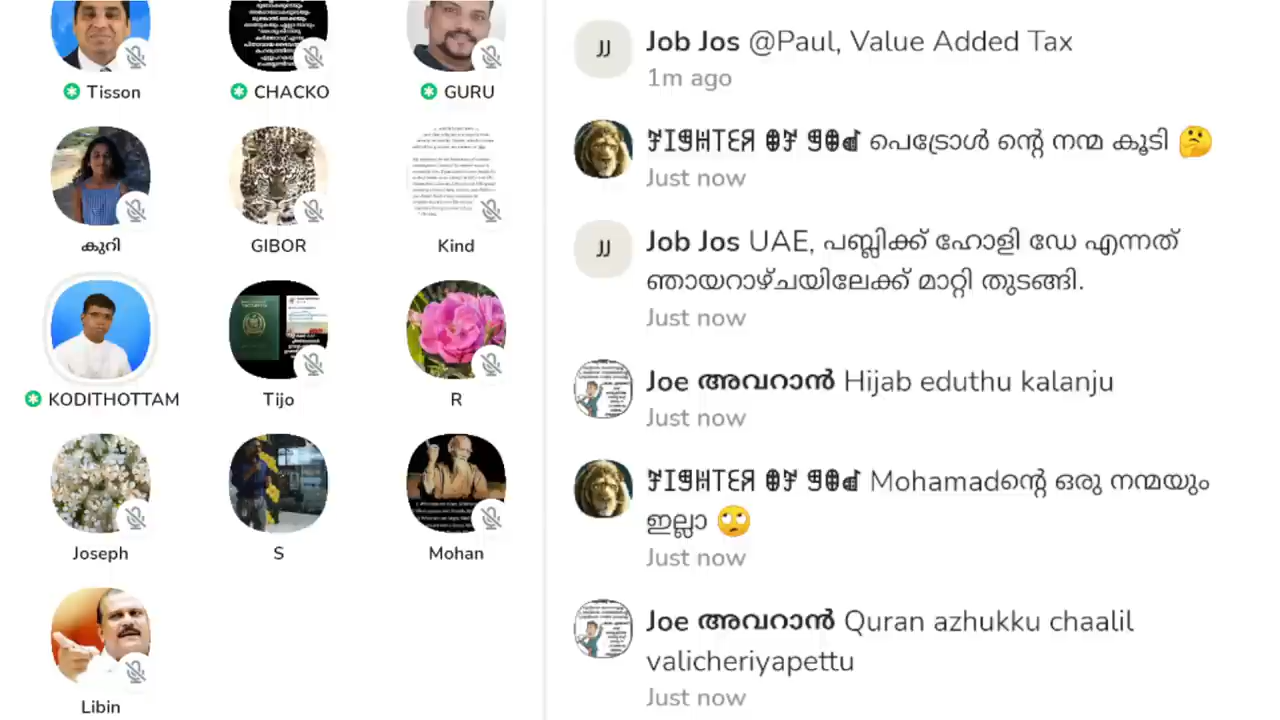 Tisson
CHACKO
GURU
കുറി
GIBOR
Kind
KODITHOTTAM
Tijo
R
Joseph
S
Mohan
Libin
JJ
Job Jos @Paul, Value Added Tax
1m ago
പെട്രോൾ ന്റെ നന്മ കൂടി 🤔
Just now
JJ
Job Jos UAE, പബ്ലിക്ക് ഹോളി ഡേ എന്നത്
ഞായറാഴ്ചയിലേക്ക് മാറ്റി തുടങ്ങി.
Just now
Joe അവറാൻ Hijab eduthu kalanju
Just now
Mohamadന്റെ ഒരു നന്മയും
ഇല്ലാ 🙄
Just now
Joe അവറാൻ Quran azhukku chaalil
valicheriyapettu
Just now